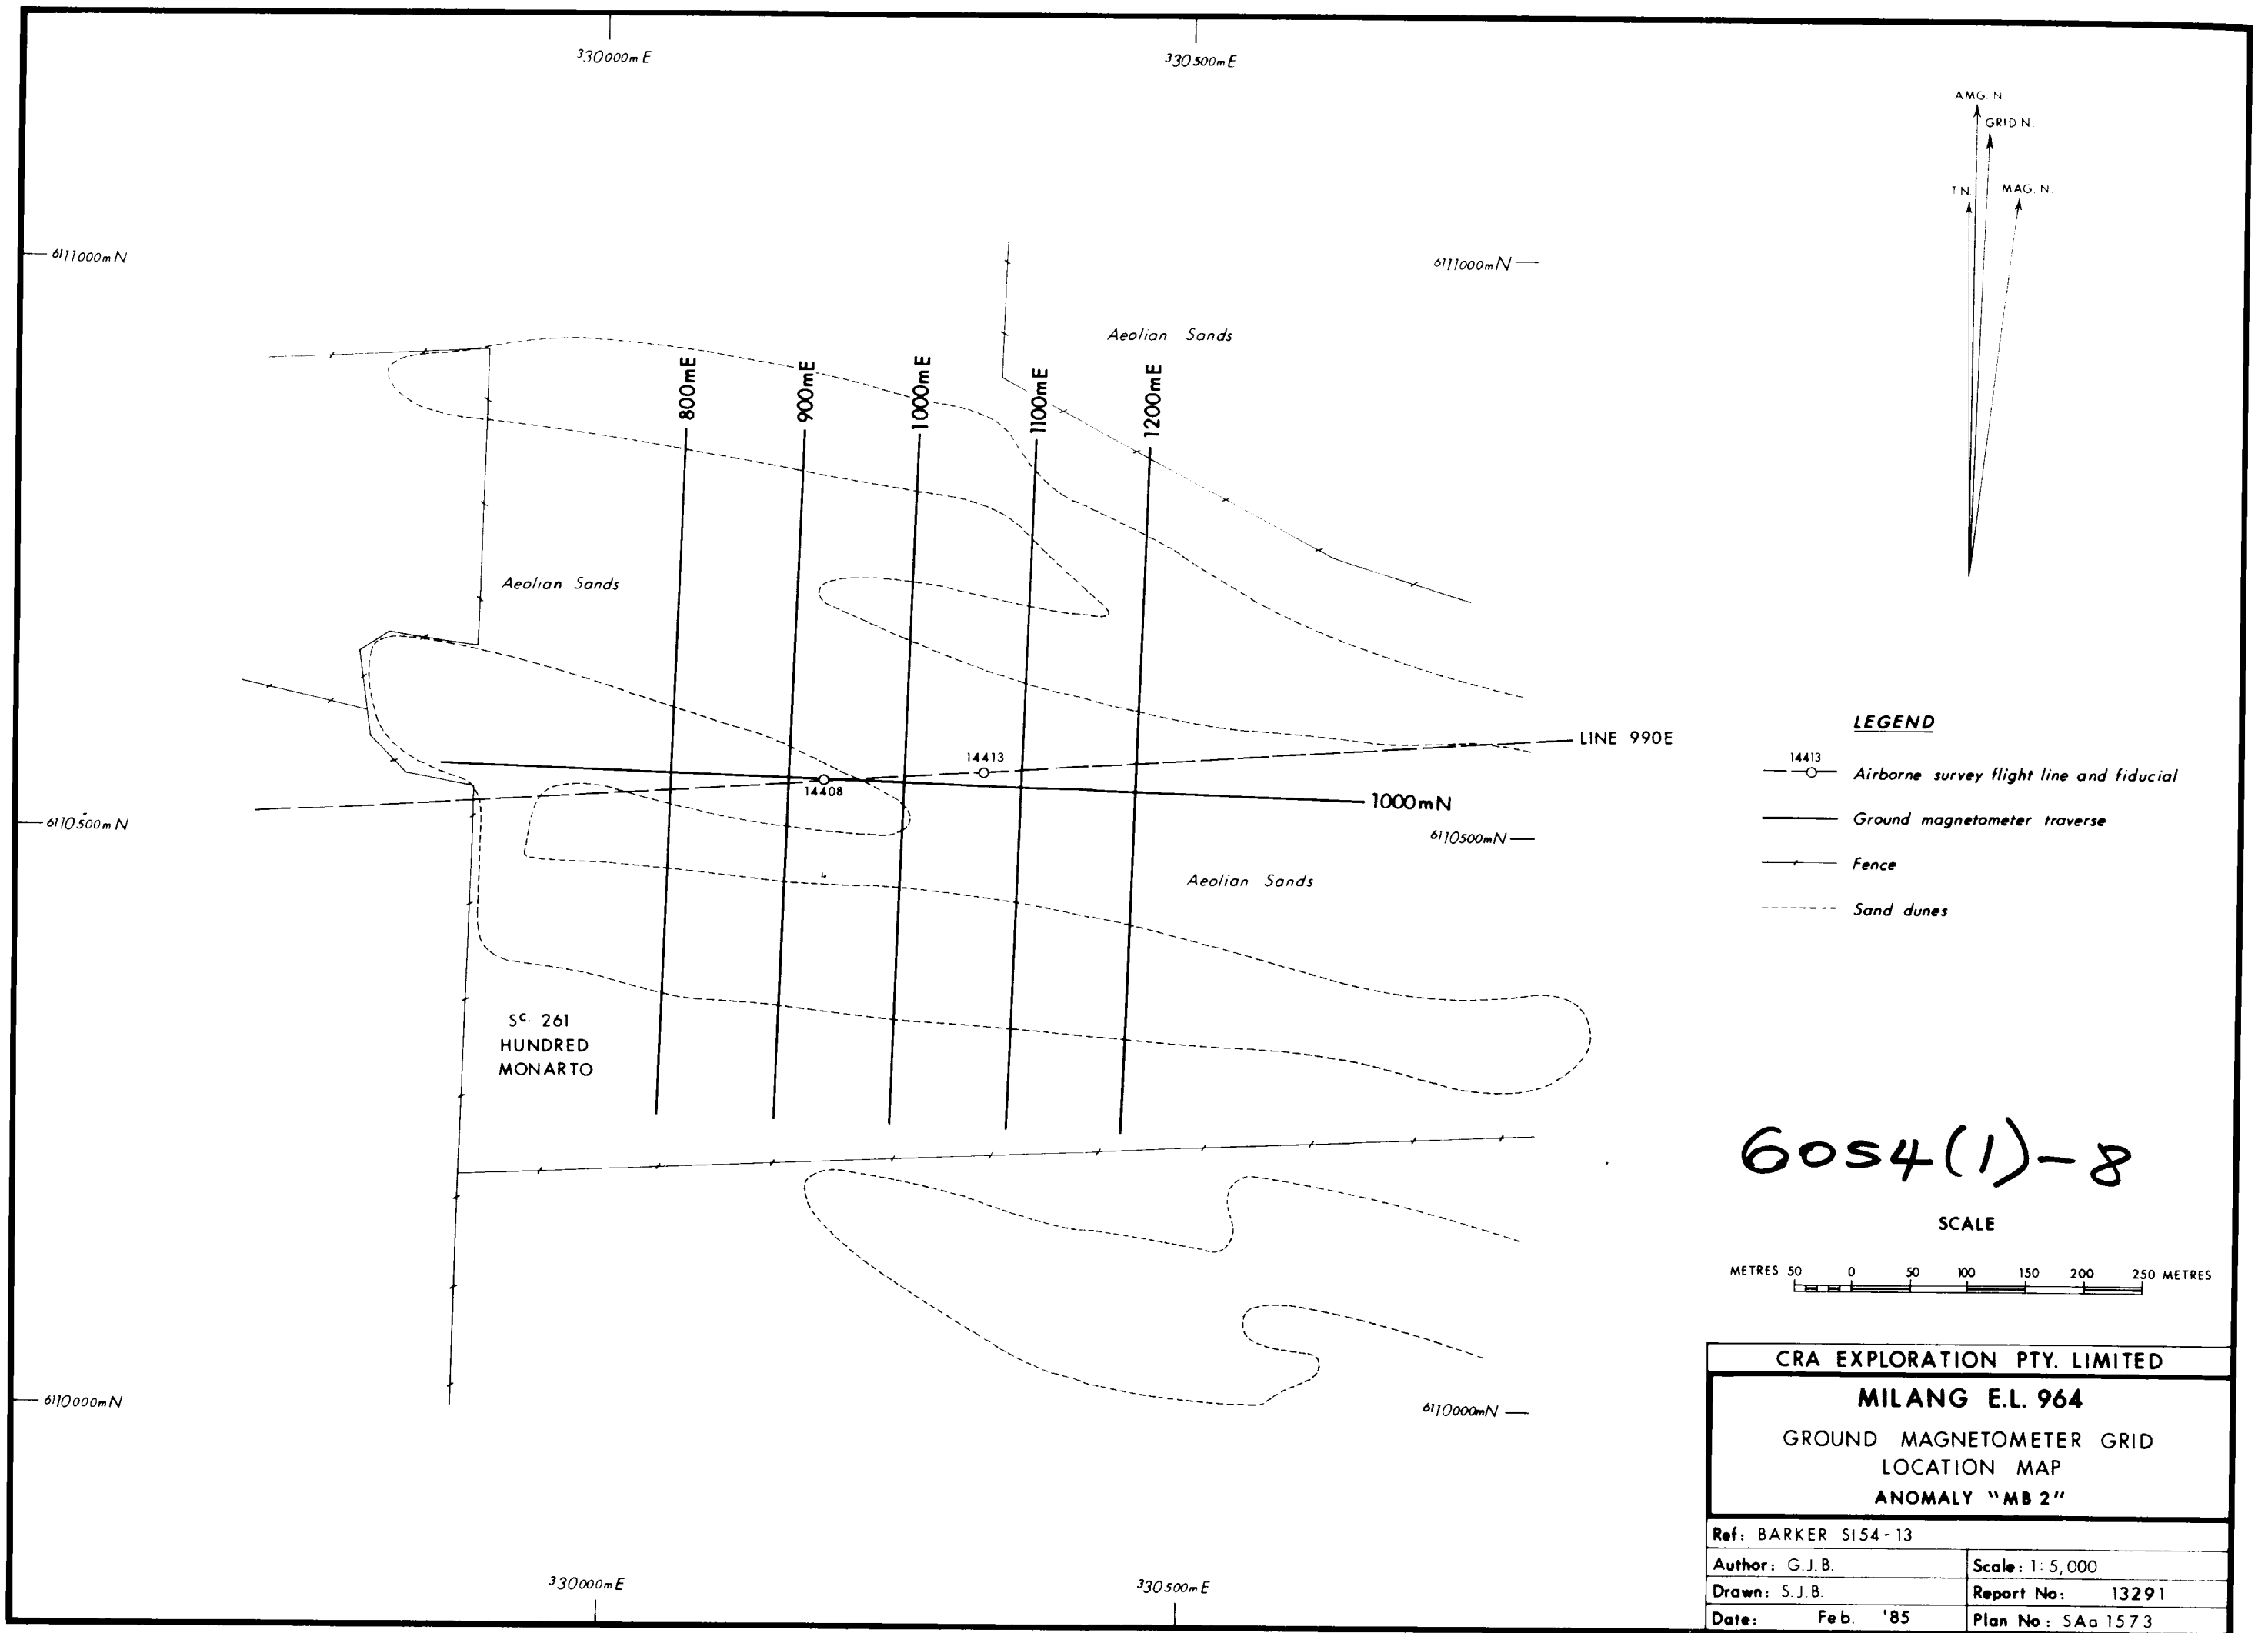 330000mE
330500mE
AMG. N.
GRID N.
T N.
MAG. N.
6111000mN
6111000mN
Aeolian Sands
800mE
900mE
1000mE
1100mE
1200mE
Aeolian Sands
LINE 990E
14413
14408
1000mN
6110500mN
6110500mN
Aeolian Sands
LEGEND
14413
Airborne survey flight line and fiducial
Ground magnetometer traverse
Fence
Sand dunes
Sc. 261
HUNDRED
MONARTO
6054(1)-8
SCALE
METRES 50 0 50 100 150 200 250 METRES
6110000mN
6110000mN
330000mE
330500mE
CRA EXPLORATION PTY. LIMITED
MILANG E.L. 964
GROUND MAGNETOMETER GRID
LOCATION MAP
ANOMALY "MB 2"
Ref: BARKER SI54-13
Author: G.J.B.
Scale: 1:5,000
Drawn: S.J.B.
Report No: 13291
Date: Feb. '85
Plan No: SAa 1573